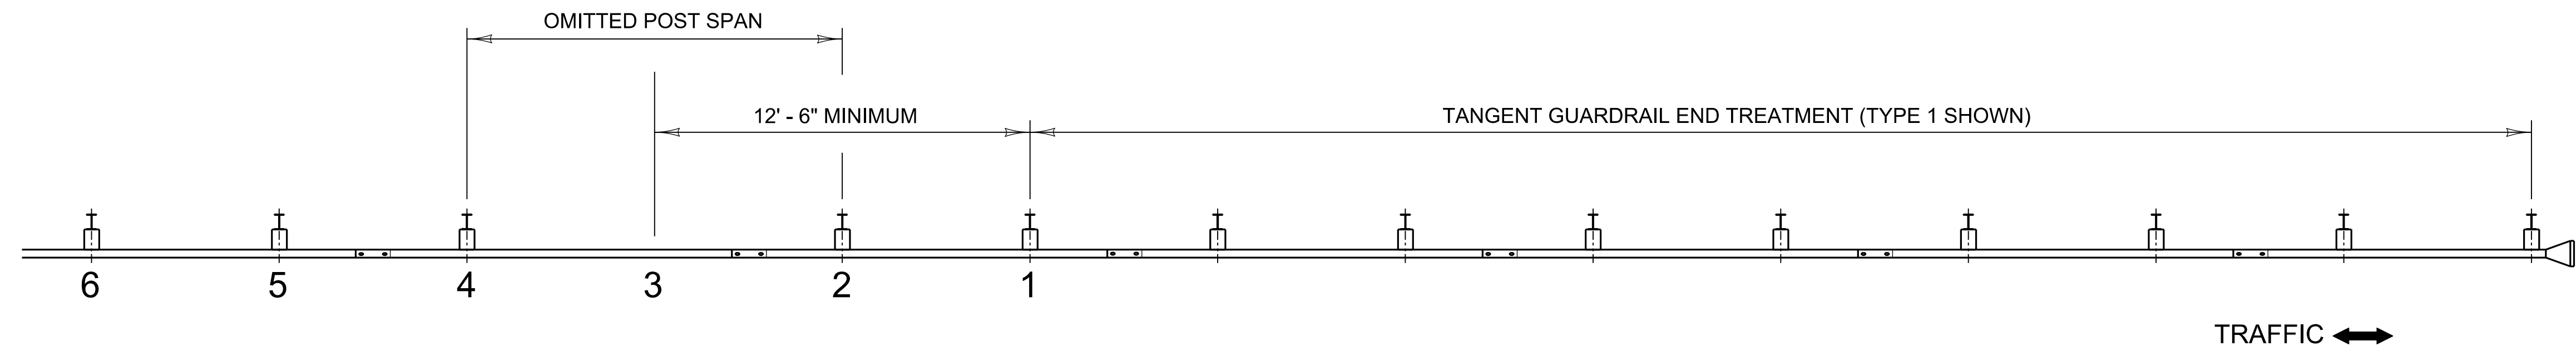 OMITTED POST SPAN
12' - 6" MINIMUM
TANGENT GUARDRAIL END TREATMENT (TYPE 1 SHOWN)
6 5 4 3 2 1
TRAFFIC